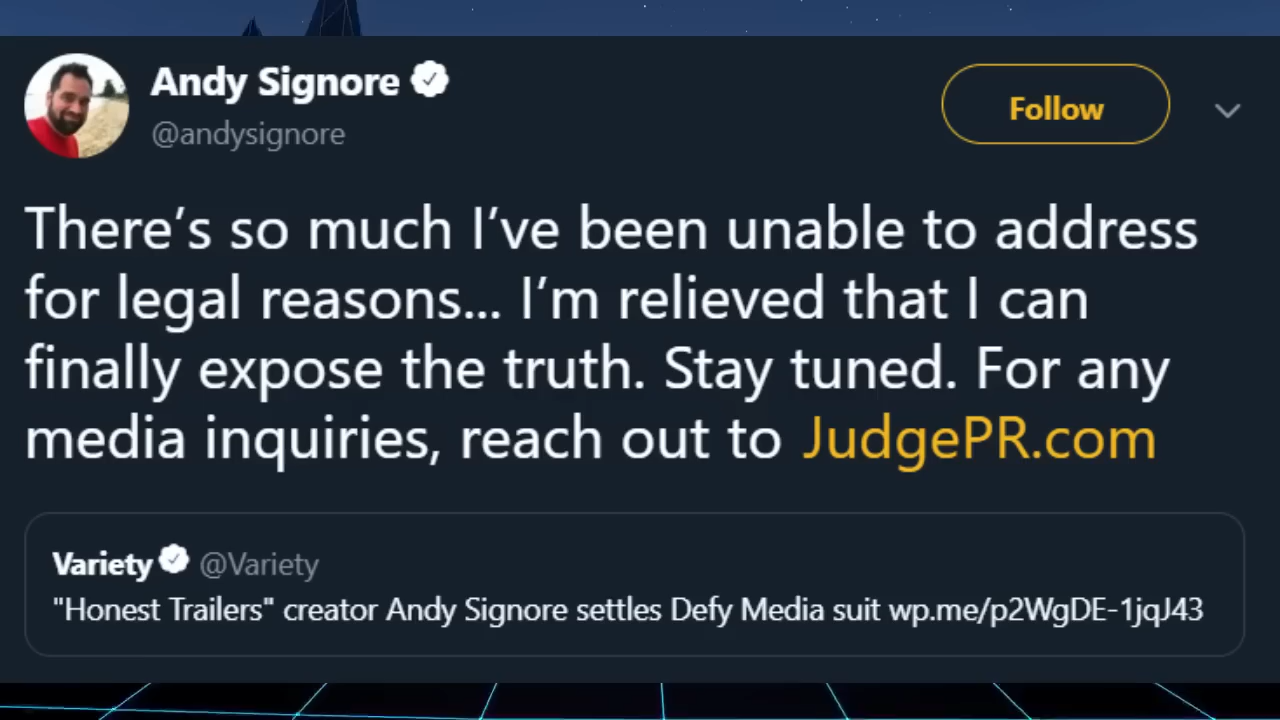 Andy Signore
@andysignore
Follow
There’s so much I’ve been unable to address
for legal reasons... I’m relieved that I can
finally expose the truth. Stay tuned. For any
media inquiries, reach out to JudgePR.com
Variety @Variety
"Honest Trailers" creator Andy Signore settles Defy Media suit wp.me/p2WgDE-1jqJ43